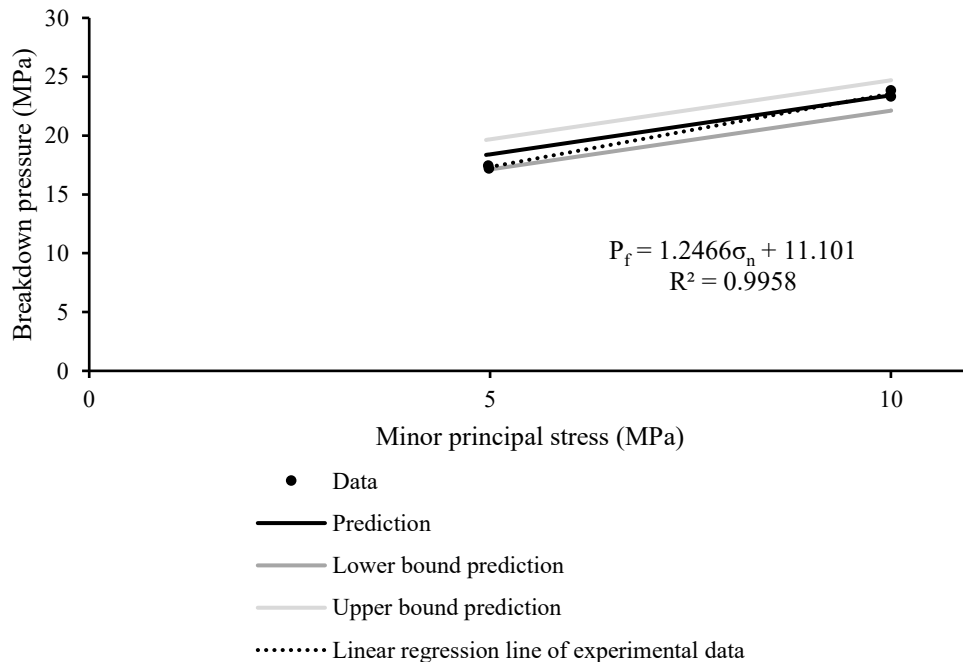 30
25
20
15
10
5
0
Breakdown pressure (MPa)
P_f = 1.2466σ_n + 11.101
R² = 0.9958
0 5 10
Minor principal stress (MPa)
Data
Prediction
Lower bound prediction
Upper bound prediction
Linear regression line of experimental data